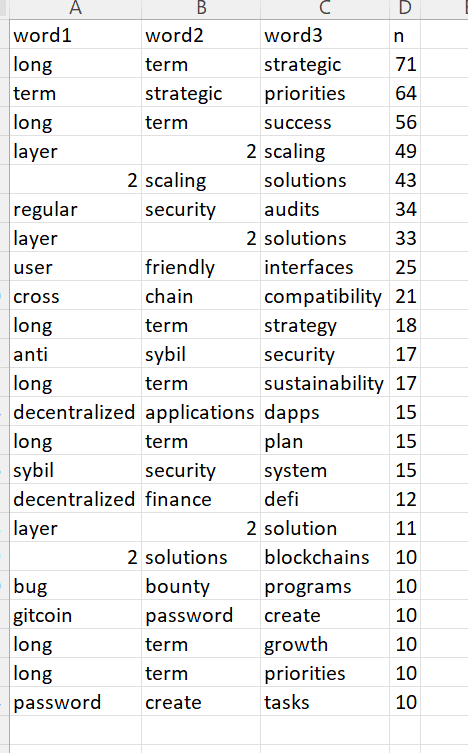 A B C D
word1 word2 word3 n
long term strategic 71
term strategic priorities 64
long term success 56
layer 2 scaling 49
2 scaling solutions 43
regular security audits 34
layer 2 solutions 33
user friendly interfaces 25
cross chain compatibility 21
long term strategy 18
anti sybil security 17
long term sustainability 17
decentralized applications dapps 15
long term plan 15
sybil security system 15
decentralized finance defi 12
layer 2 solution 11
2 solutions blockchains 10
bug bounty programs 10
gitcoin password create 10
long term growth 10
long term priorities 10
password create tasks 10